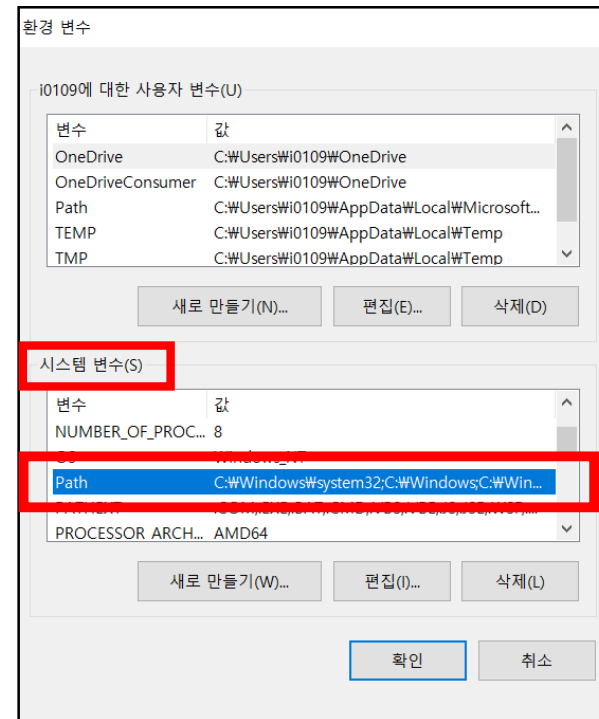 환경 변수
i0109에 대한 사용자 변수(U)
변수 값
OneDrive C:₩Users₩i0109₩OneDrive
OneDriveConsumer C:₩Users₩i0109₩OneDrive
Path C:₩Users₩i0109₩AppData₩Local₩Microsoft...
TEMP C:₩Users₩i0109₩AppData₩Local₩Temp
TMP C:₩Users₩i0109₩AppData₩Local₩Temp
새로 만들기(N)... 편집(E)... 삭제(D)
시스템 변수(S)
변수 값
NUMBER_OF_PROC... 8
Path C:₩Windows₩system32;C:₩Windows;C:₩Win...
PROCESSOR ARCH... AMD64
새로 만들기(W)... 편집(I)... 삭제(L)
확인 취소